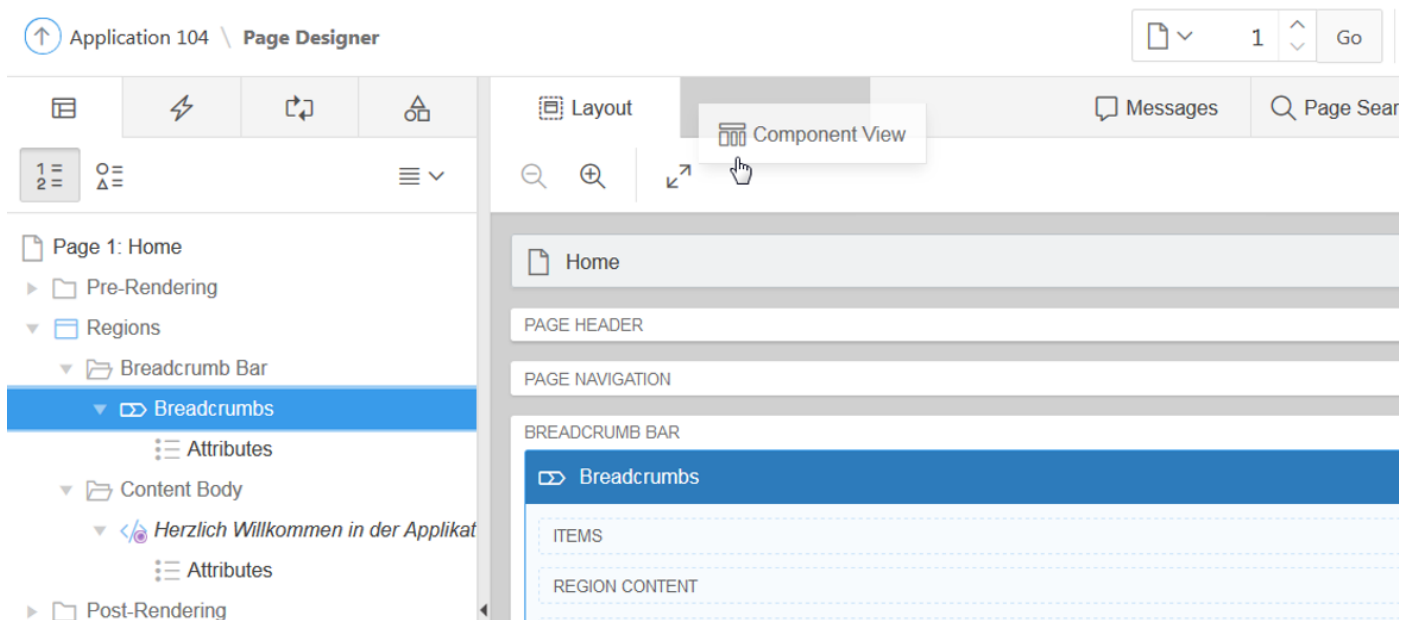 Application 104 \ Page Designer
1 Go
Layout
Component View
Messages
Page Sear
Page 1: Home
Pre-Rendering
Regions
Breadcrumb Bar
Breadcrumbs
Attributes
Content Body
Herzlich Willkommen in der Applikat
Attributes
Post-Rendering
Home
PAGE HEADER
PAGE NAVIGATION
BREADCRUMB BAR
Breadcrumbs
ITEMS
REGION CONTENT